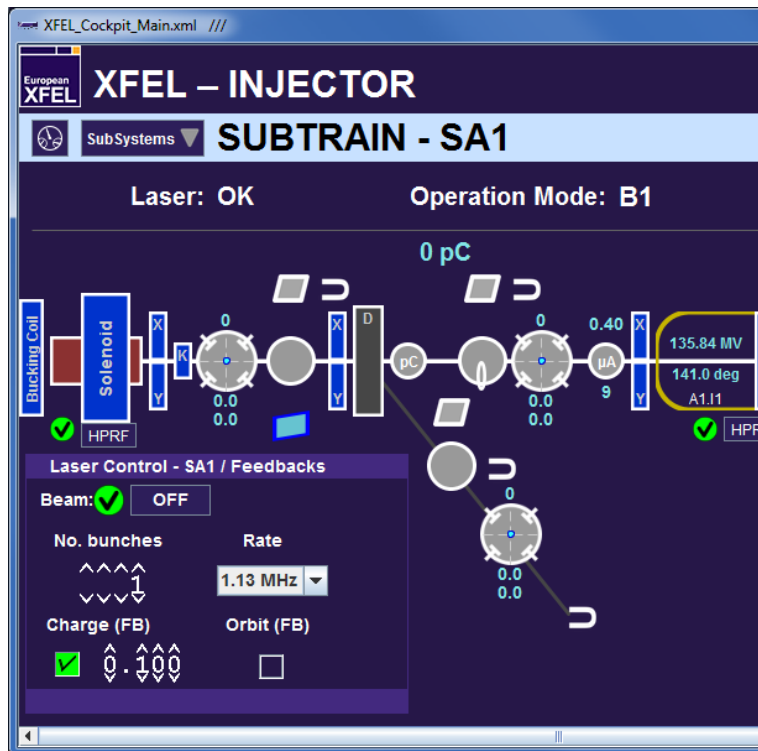 XFEL_Cockpit_Main.xml ///
European
XFEL
XFEL – INJECTOR
SubSystems
SUBTRAIN - SA1
Laser: OK
Operation Mode: B1
0 pC
Bucking Coil
Solenoid
X
Y
K
0
0.0
0.0
X
Y
D
pC
0
0.0
0.0
0.40
µA
9
X
Y
135.84 MV
141.0 deg
A1.I1
HPRF
HPR
0
0.0
0.0
Laser Control - SA1 / Feedbacks
Beam:
OFF
No. bunches
Rate
1
1.13 MHz
Charge (FB)
Orbit (FB)
0.100